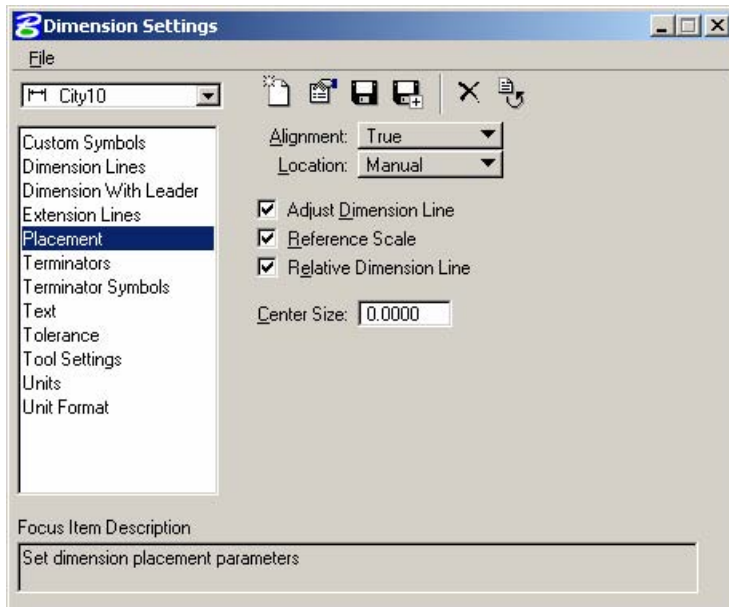 Dimension Settings
File
City10
Custom Symbols
Dimension Lines
Dimension With Leader
Extension Lines
Placement
Terminators
Terminator Symbols
Text
Tolerance
Tool Settings
Units
Unit Format
Alignment: True
Location: Manual
Adjust Dimension Line
Reference Scale
Relative Dimension Line
Center Size: 0.0000
Focus Item Description
Set dimension placement parameters